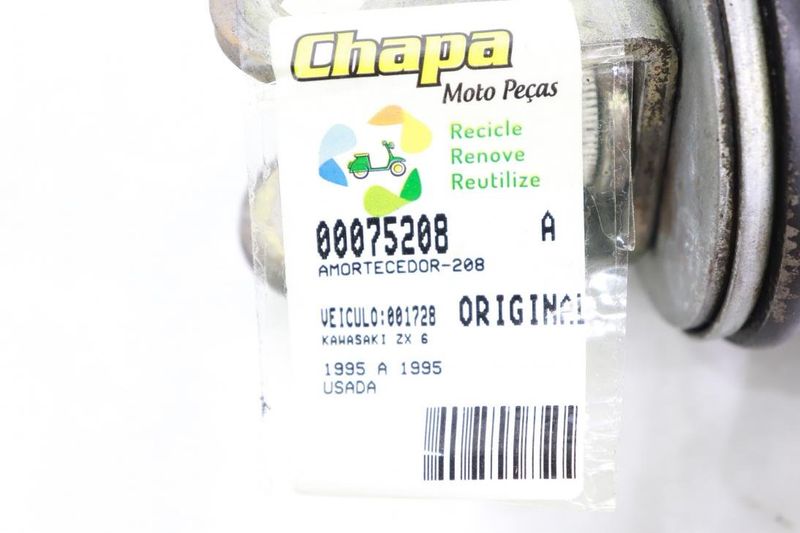 Chapa
Moto Peças
Recicle
Renove
Reutilize
00075208 A
AMORTECEDOR-208
VEICULO:001728 ORIGINAL
KAWASAKI ZX 6
1995 A 1995
USADA